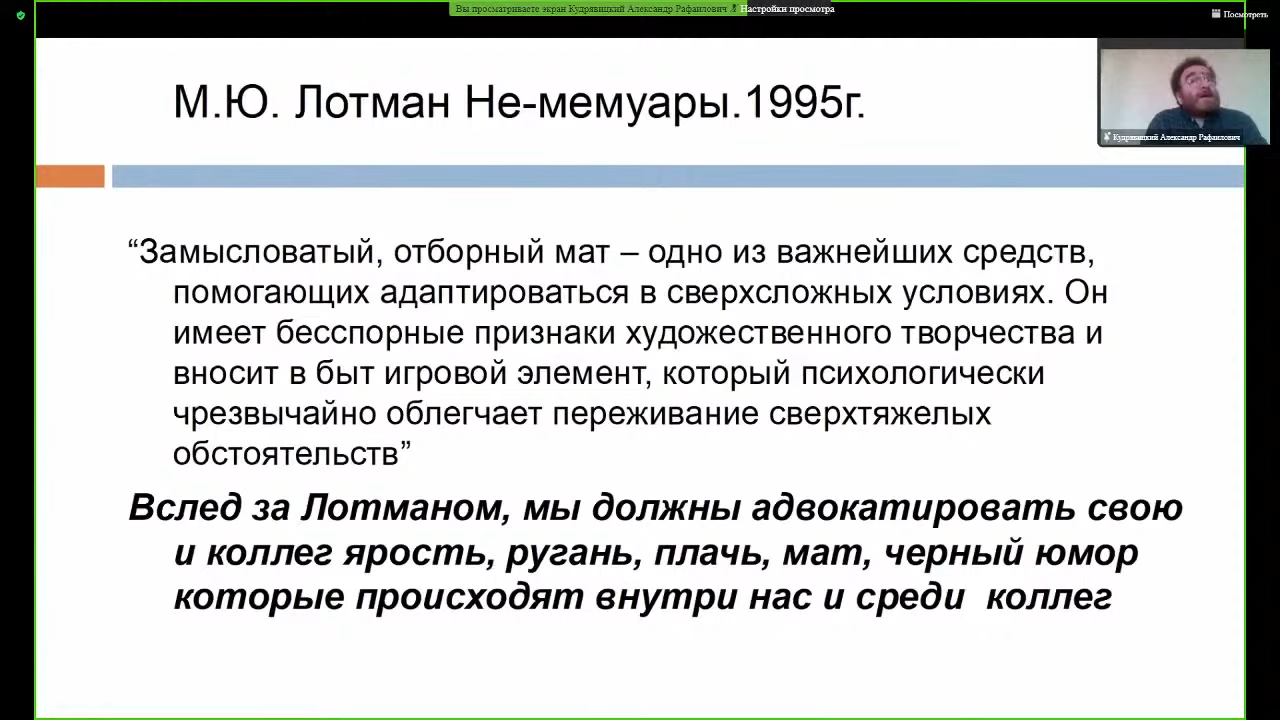 Вы просматриваете экран Кудрявицкий Александр Рафаилович
Настройки просмотра
Посмотреть
М.Ю. Лотман Не-мемуары.1995г.
Кудрявицкий Александр Рафаилович
“Замысловатый, отборный мат – одно из важнейших средств,
помогающих адаптироваться в сверхсложных условиях. Он
имеет бесспорные признаки художественного творчества и
вносит в быт игровой элемент, который психологически
чрезвычайно облегчает переживание сверхтяжелых
обстоятельств”
Вслед за Лотманом, мы должны адвокатировать свою
и коллег ярость, ругань, плачь, мат, черный юмор
которые происходят внутри нас и среди коллег